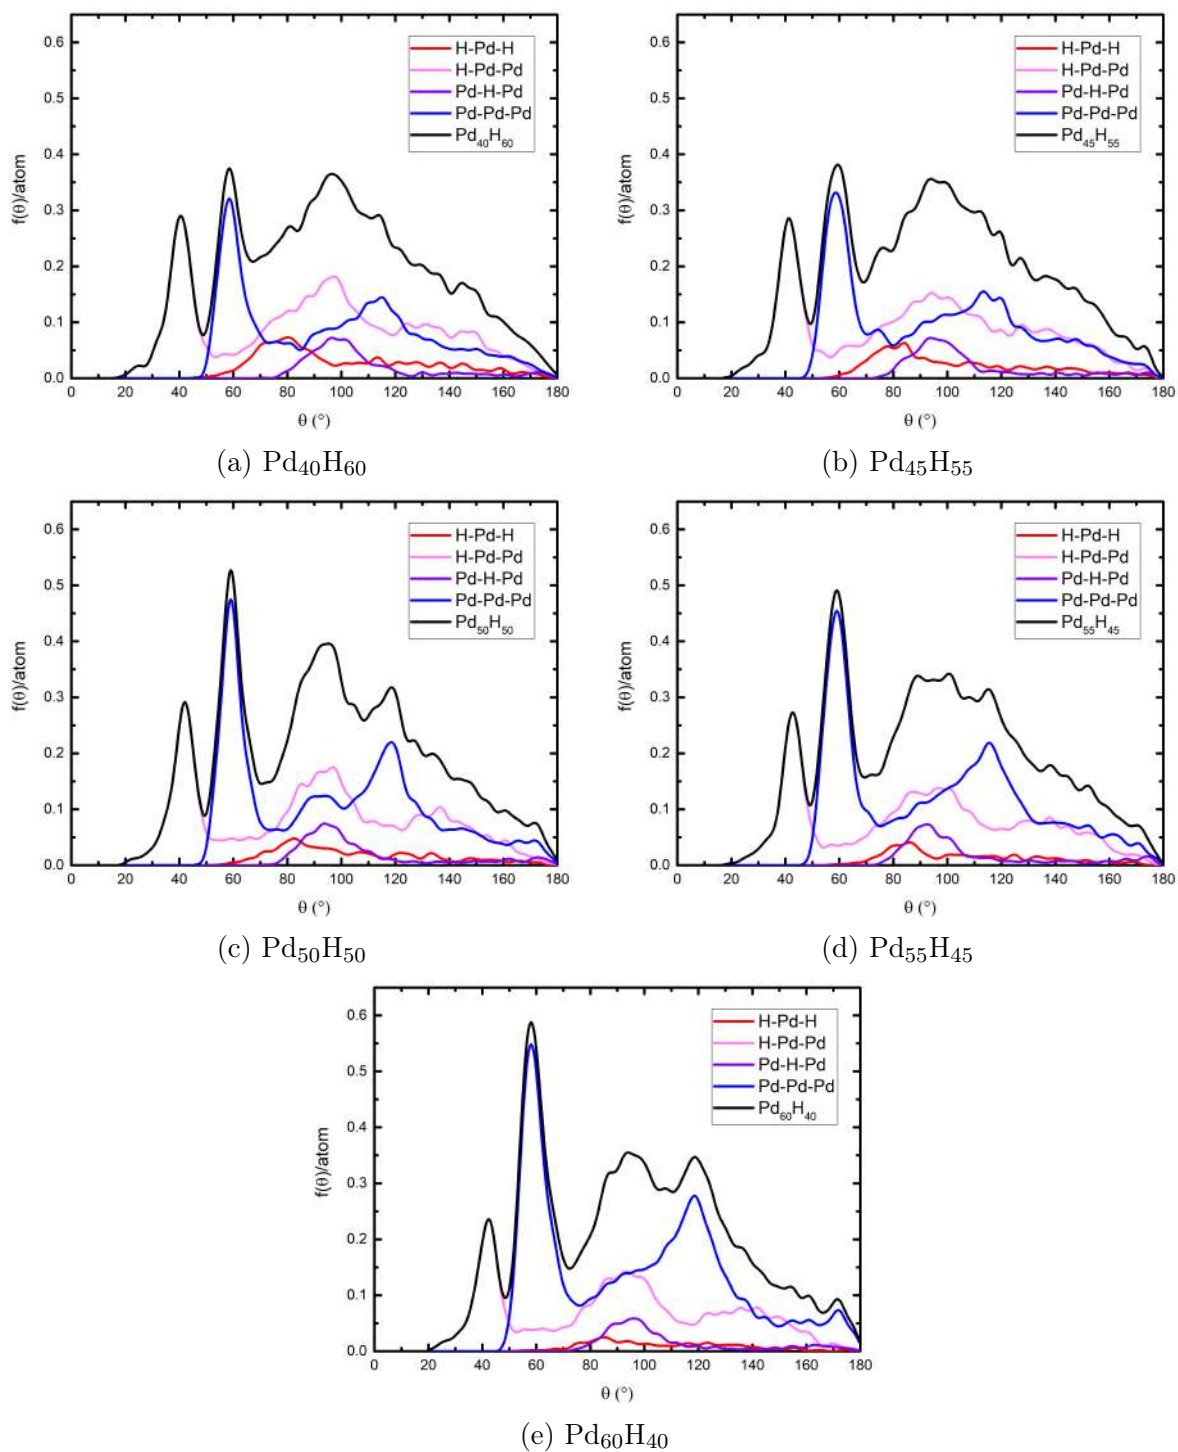 0.6
0.5
0.4
0.3
0.2
0.1
0.0
f(θ)/atom
H-Pd-H
H-Pd-Pd
Pd-H-Pd
Pd-Pd-Pd
Pd40H60
0 20 40 60 80 100 120 140 160 180
θ (°)
(a) Pd40H60
0.6
0.5
0.4
0.3
0.2
0.1
0.0
f(θ)/atom
H-Pd-H
H-Pd-Pd
Pd-H-Pd
Pd-Pd-Pd
Pd45H55
0 20 40 60 80 100 120 140 160 180
θ (°)
(b) Pd45H55
0.6
0.5
0.4
0.3
0.2
0.1
0.0
f(θ)/atom
H-Pd-H
H-Pd-Pd
Pd-H-Pd
Pd-Pd-Pd
Pd50H50
0 20 40 60 80 100 120 140 160 180
θ (°)
(c) Pd50H50
0.6
0.5
0.4
0.3
0.2
0.1
0.0
f(θ)/atom
H-Pd-H
H-Pd-Pd
Pd-H-Pd
Pd-Pd-Pd
Pd55H45
0 20 40 60 80 100 120 140 160 180
θ (°)
(d) Pd55H45
0.6
0.5
0.4
0.3
0.2
0.1
0.0
f(θ)/atom
H-Pd-H
H-Pd-Pd
Pd-H-Pd
Pd-Pd-Pd
Pd60H40
0 20 40 60 80 100 120 140 160 180
θ (°)
(e) Pd60H40